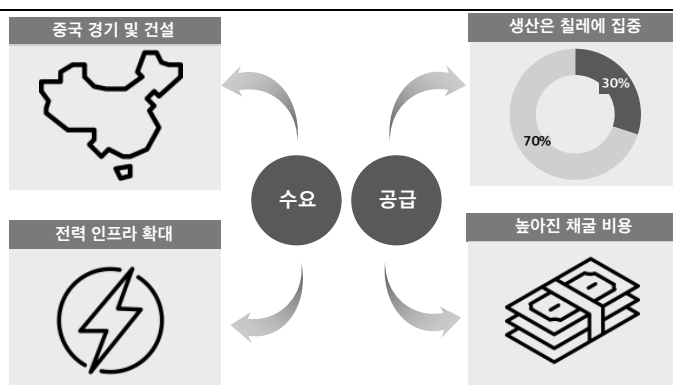 중국 경기 및 건설
생산은 칠레에 집중
30%
70%
수요
공급
전력 인프라 확대
높아진 채굴 비용